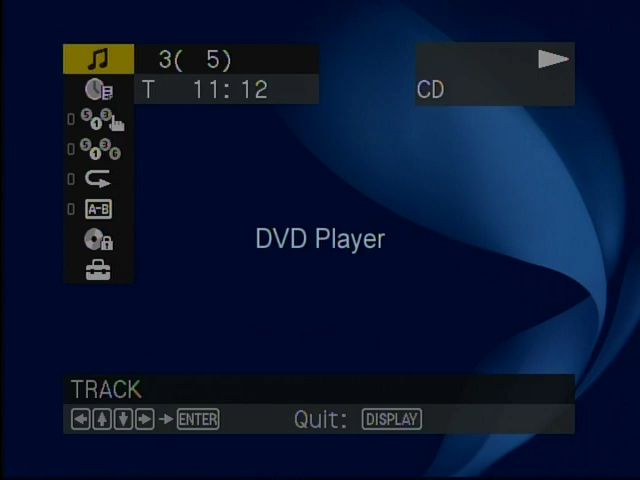 3( 5)
T 11:12
CD
A-B
DVD Player
TRACK
ENTER Quit: DISPLAY